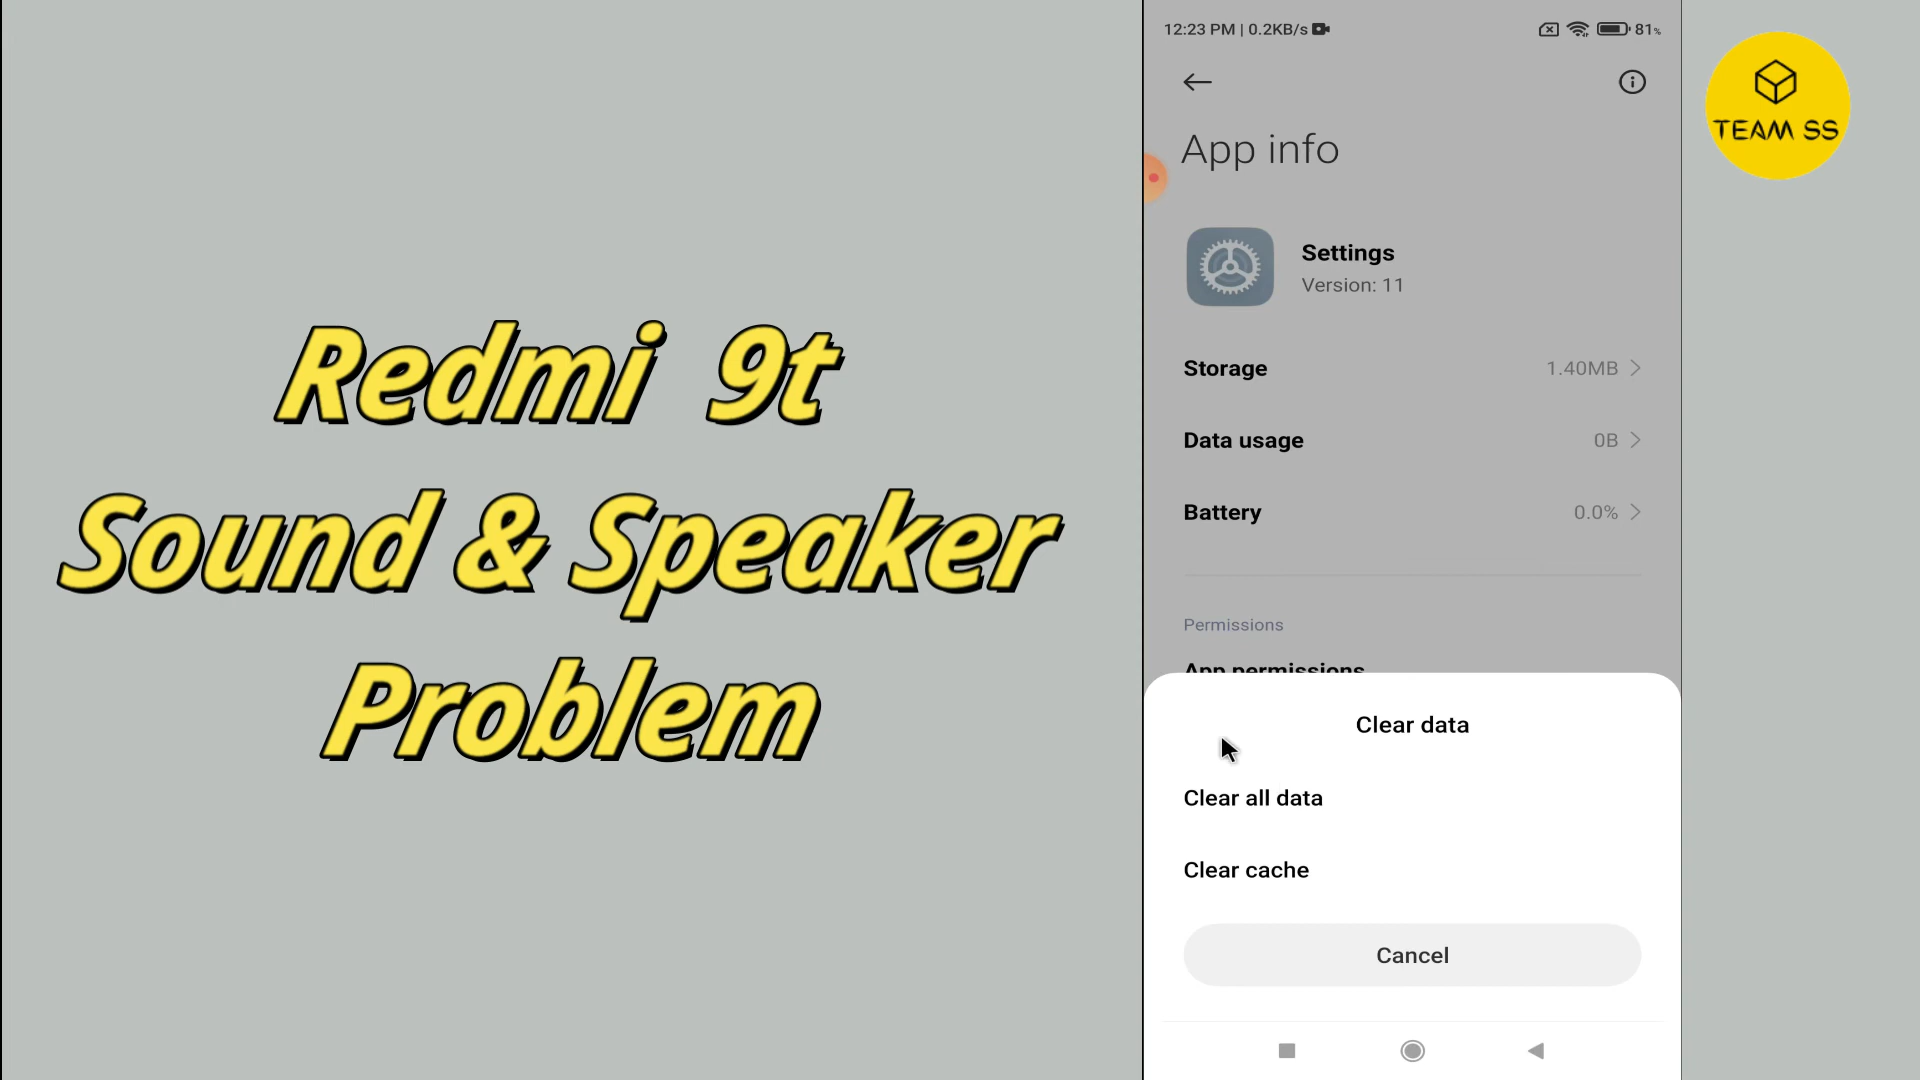 Redmi 9t
Sound & Speaker
Problem
12:23 PM | 0.2KB/s
81%
App info
Settings
Version: 11
Storage 1.40MB
Data usage 0B
Battery 0.0%
Permissions
App permissions
Clear data
Clear all data
Clear cache
Cancel
TEAM SS